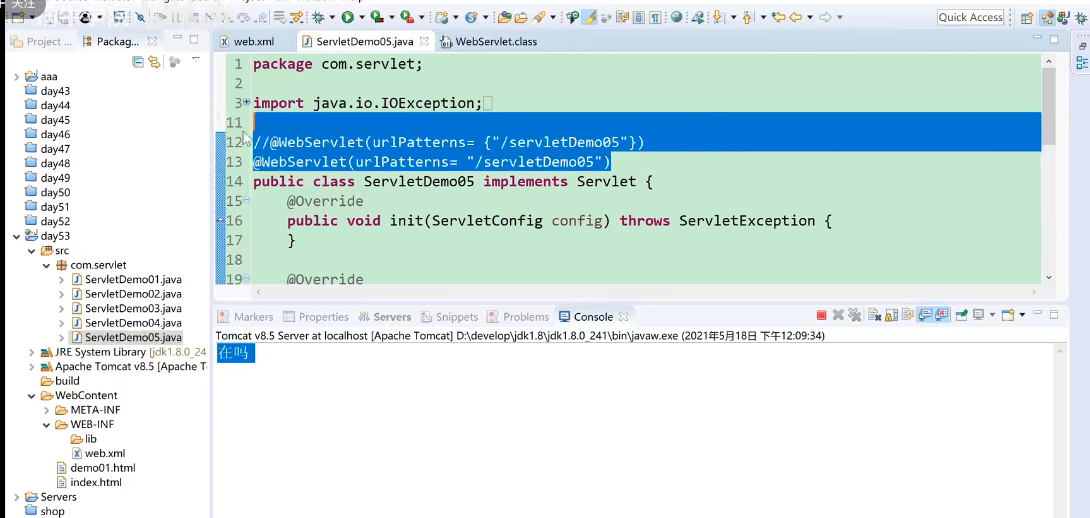 关注
Quick Access
Project ...
Packag...
aaa
day43
day44
day45
day46
day47
day48
day49
day50
day51
day52
day53
src
com.servlet
ServletDemo01.java
ServletDemo02.java
ServletDemo03.java
ServletDemo04.java
ServletDemo05.java
JRE System Library [jdk1.8.0_24
Apache Tomcat v8.5 [Apache T
build
WebContent
META-INF
WEB-INF
lib
web.xml
demo01.html
index.html
Servers
shop
web.xml
ServletDemo05.java
WebServlet.class
1 package com.servlet;
2
3 import java.io.IOException;
11
12 //@WebServlet(urlPatterns= {"/servletDemo05"})
13 @WebServlet(urlPatterns= "/servletDemo05")
14 public class ServletDemo05 implements Servlet {
15 @Override
16 public void init(ServletConfig config) throws ServletException {
17 }
18
19 @Override
Markers
Properties
Servers
Snippets
Problems
Console
Tomcat v8.5 Server at localhost [Apache Tomcat] D:\develop\jdk1.8\jdk1.8.0_241\bin\javaw.exe (2021年5月18日 下午12:09:34)
在吗